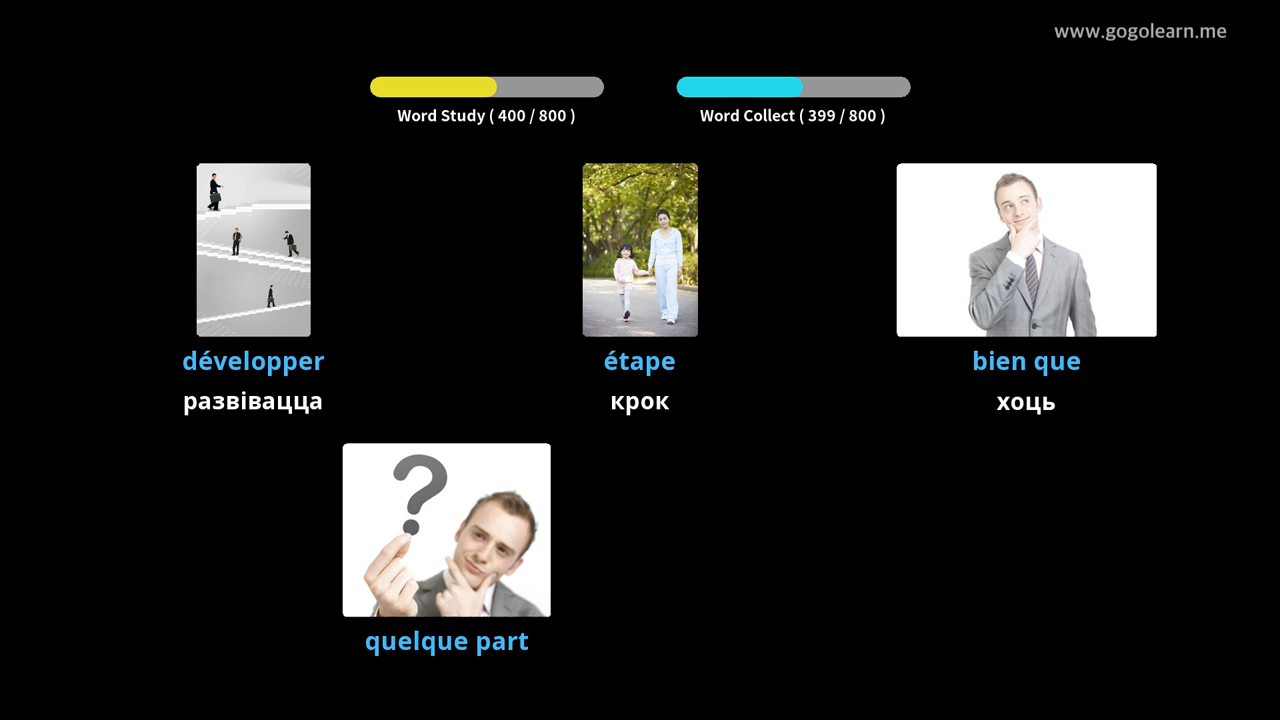 www.gogolearn.me
Word Study ( 400 / 800 )
Word Collect ( 399 / 800 )
développer
étape
bien que
развівацца
крок
хоць
?
quelque part